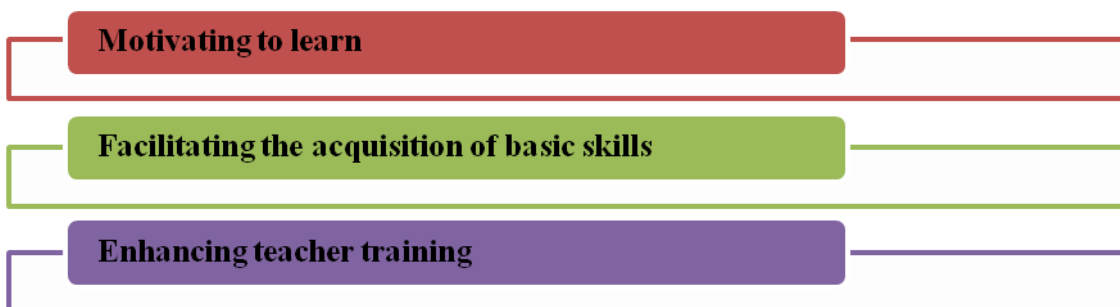 Motivating to learn
Facilitating the acquisition of basic skills
Enhancing teacher training